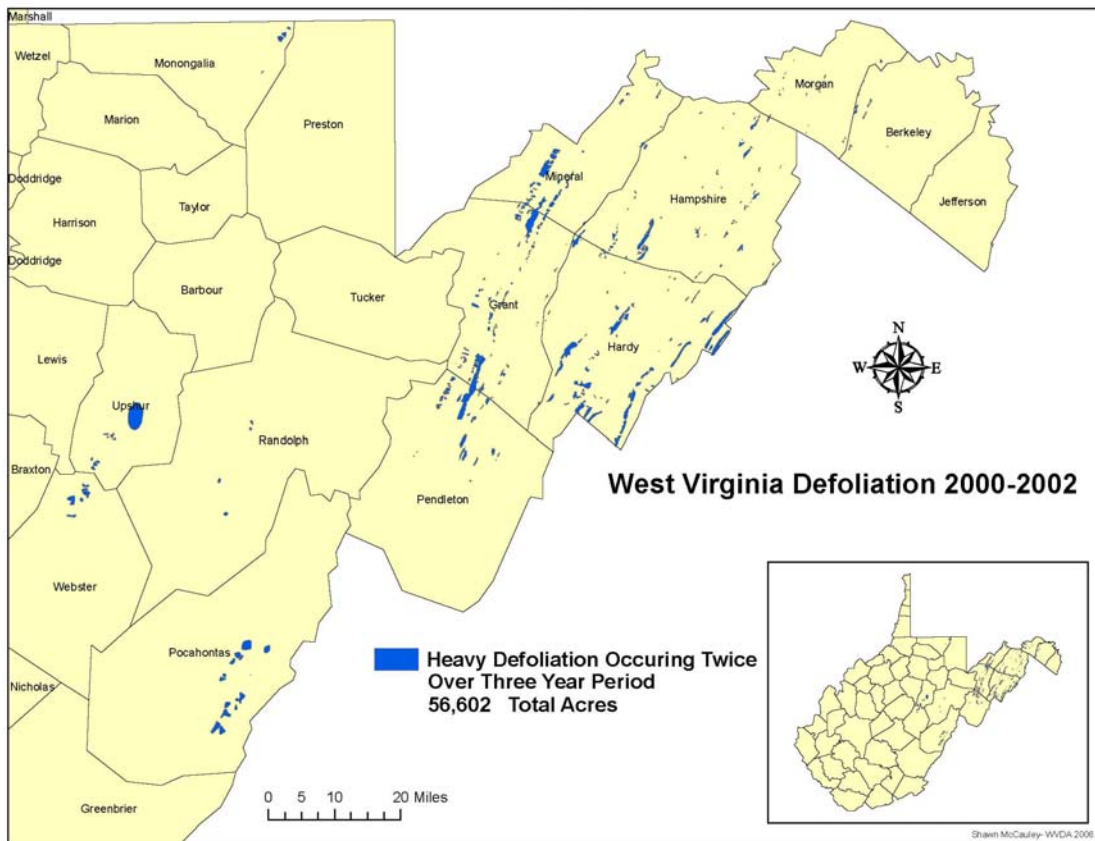 Marshall
Wetzel
Monongalia
Morgan
Marion
Preston
Berkeley
Doddridge
Mineral
Taylor
Hampshire
Jefferson
Harrison
Doddridge
Barbour
Tucker
Grant
N
Hardy
W E
Lewis
S
Upshur
Randolph
Braxton
West Virginia Defoliation 2000-2002
Pendleton
Webster
Pocahontas
Heavy Defoliation Occuring Twice
Over Three Year Period
56,602 Total Acres
Nicholas
0 5 10 20 Miles
Greenbrier
Shawn McCauley- WVDA 2006